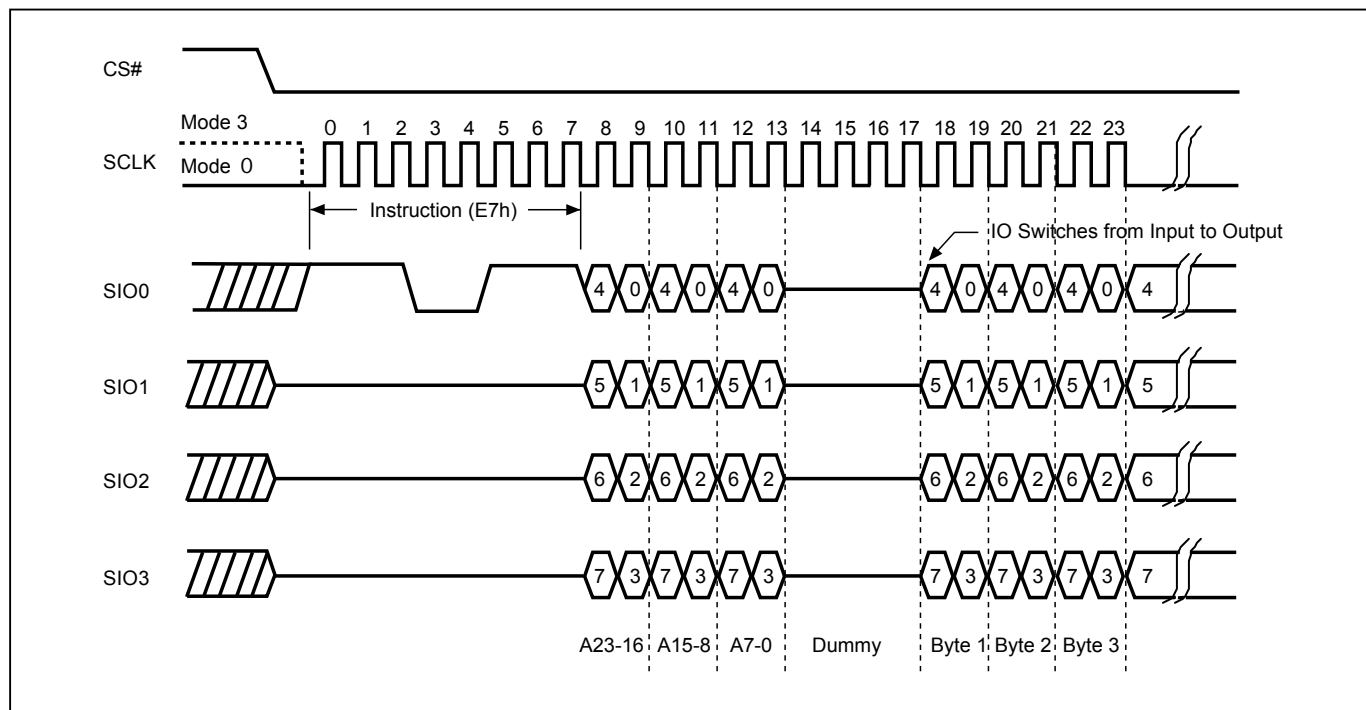 CS#
Mode 3
0 1 2 3 4 5 6 7 8 9 10 11 12 13 14 15 16 17 18 19 20 21 22 23
SCLK
Mode 0
Instruction (E7h)
IO Switches from Input to Output
SIO0
4 0 4 0 4 0 4 0 4 0 4 0 4
SIO1
5 1 5 1 5 1 5 1 5 1 5 1 5
SIO2
6 2 6 2 6 2 6 2 6 2 6 2 6
SIO3
7 3 7 3 7 3 7 3 7 3 7 3 7
A23-16 A15-8 A7-0 Dummy Byte 1 Byte 2 Byte 3